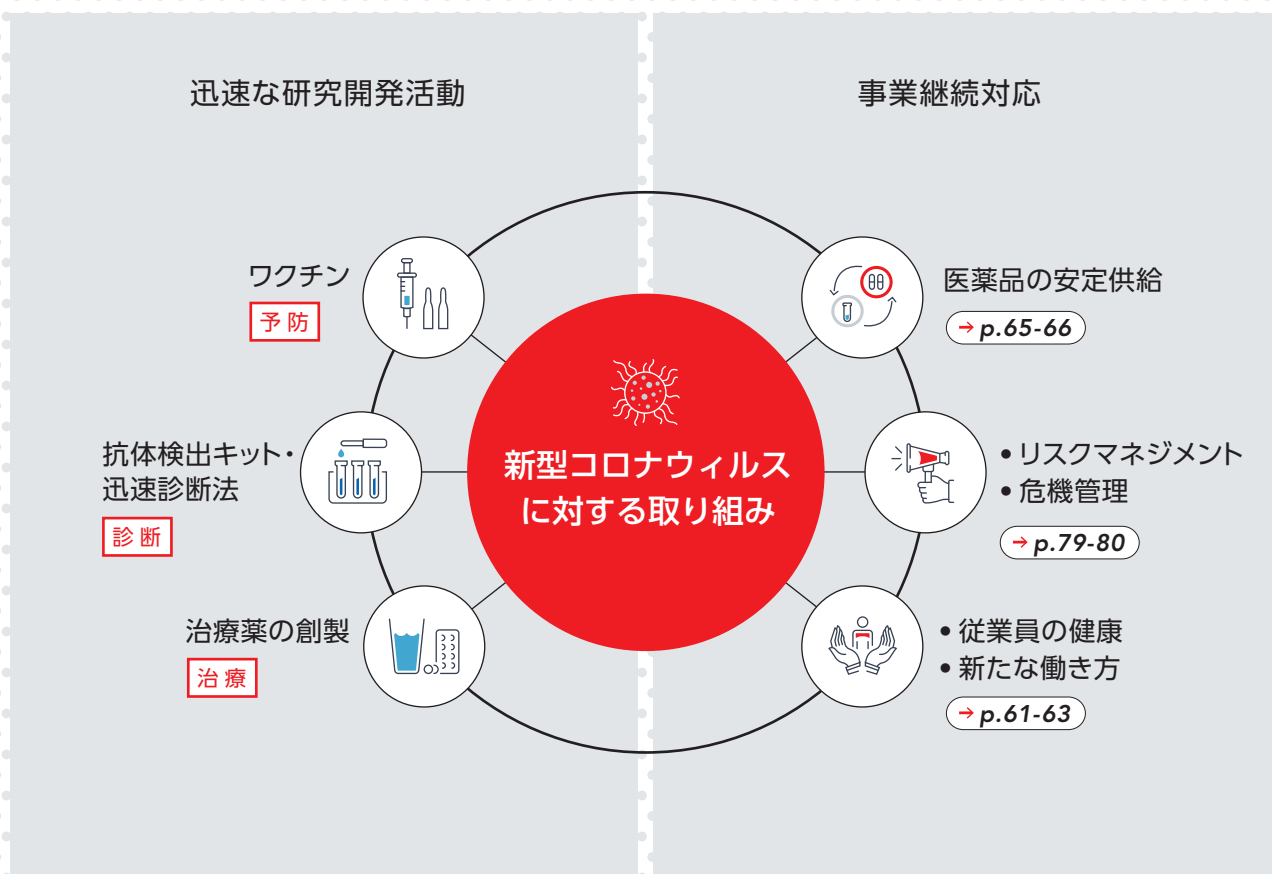 迅速な研究開発活動
ワクチン
予防
抗体検出キット・
迅速診断法
診断
治療薬の創製
治療
新型コロナウィルス
に対する取り組み
事業継続対応
医薬品の安定供給
→ p.65-66
• リスクマネジメント
• 危機管理
→ p.79-80
• 従業員の健康
• 新たな働き方
→ p.61-63